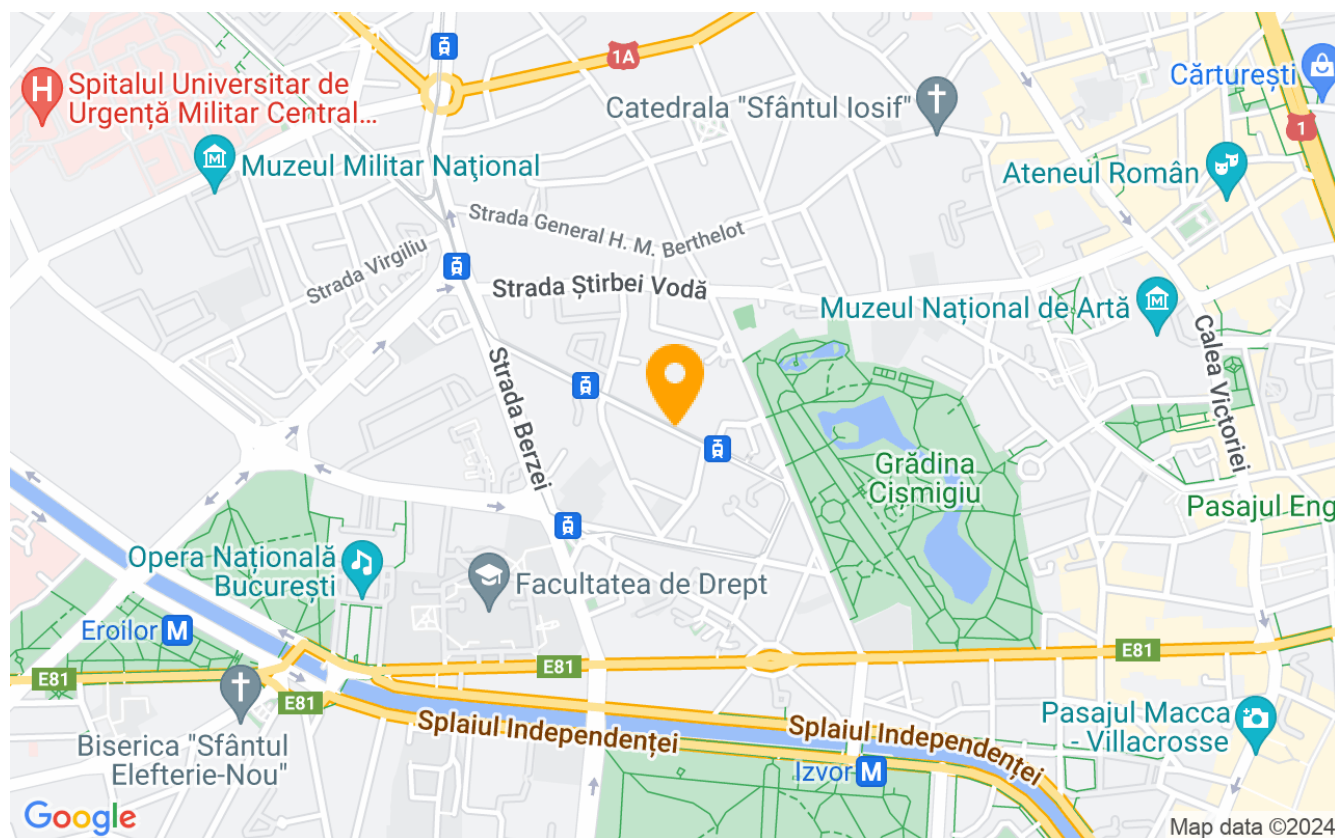 1A
Spitalul Universitar de
Urgență Militar Central...
Cărturești
Catedrala "Sfântul Iosif"
1
Muzeul Militar Naţional
Ateneul Român
Strada General H. M. Berthelot
Strada Virgiliu
Strada Știrbei Vodă
Muzeul Național de Artă
Calea Victoriei
Strada Berzei
Grădina
Cișmigiu
Pasajul Eng
Opera Națională
București
Facultatea de Drept
Eroilor M
E81
E81
E81
E81
Biserica "Sfântul
Elefterie-Nou"
Splaiul Independenței
Splaiul Independenței
Pasajul Macca
- Villacrosse
Izvor M
Google
Map data ©2024